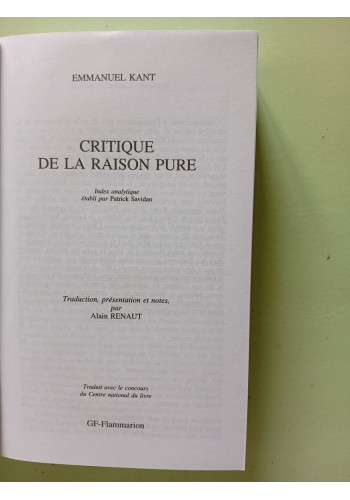 EMMANUEL KANT
CRITIQUE
DE LA RAISON PURE
Index analytique
établi par Patrick Savidan
Traduction, présentation et notes,
par
Alain RENAUT
Traduit avec le concours
du Centre national du livre
GF-Flammarion